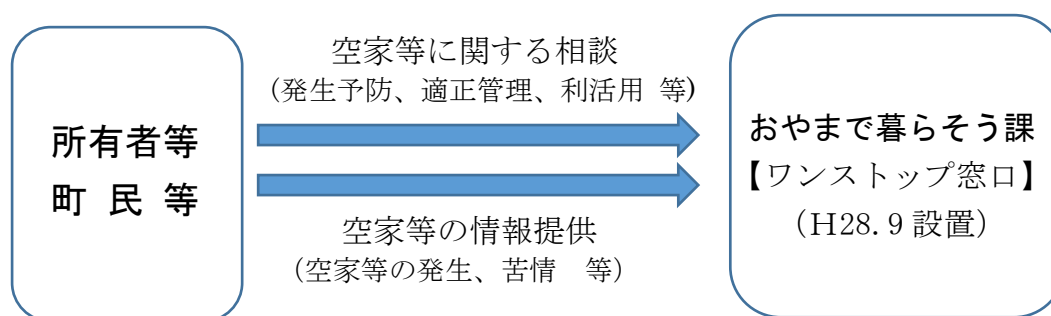 所有者等
町 民 等
空家等に関する相談
(発生予防、適正管理、利活用 等)
空家等の情報提供
(空家等の発生、苦情　等)
おやまで暮らそう課
【ワンストップ窓口】
(H28.9 設置)